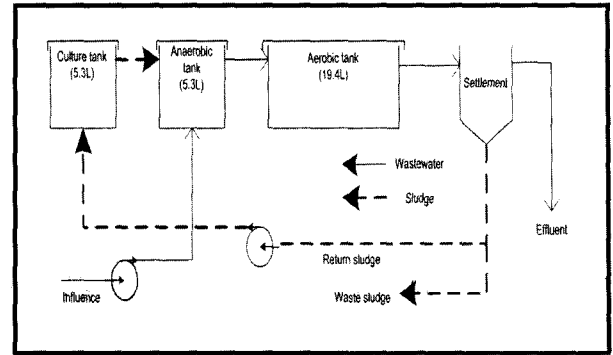 Culture tank
(5.3L)
Anaerobic
tank
(5.3L)
Aerobic tank
(19.4L)
Settlement
Wastewater
Sludge
Effluent
Return sludge
Influence
Waste sludge